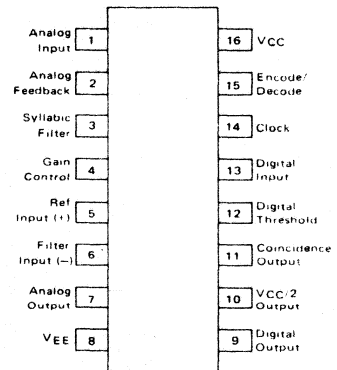 Analog
Input
1
16
VCC
Analog
Feedback
2
15
Encode/
Decode
Syllabic
Filter
3
14
Clock
Gain
Control
4
13
Digital
Input
Ref
Input (+)
5
12
Digital
Threshold
Filter
Input (–)
6
11
Coincidence
Output
Analog
Output
7
10
VCC/2
Output
VEE
8
9
Digital
Output